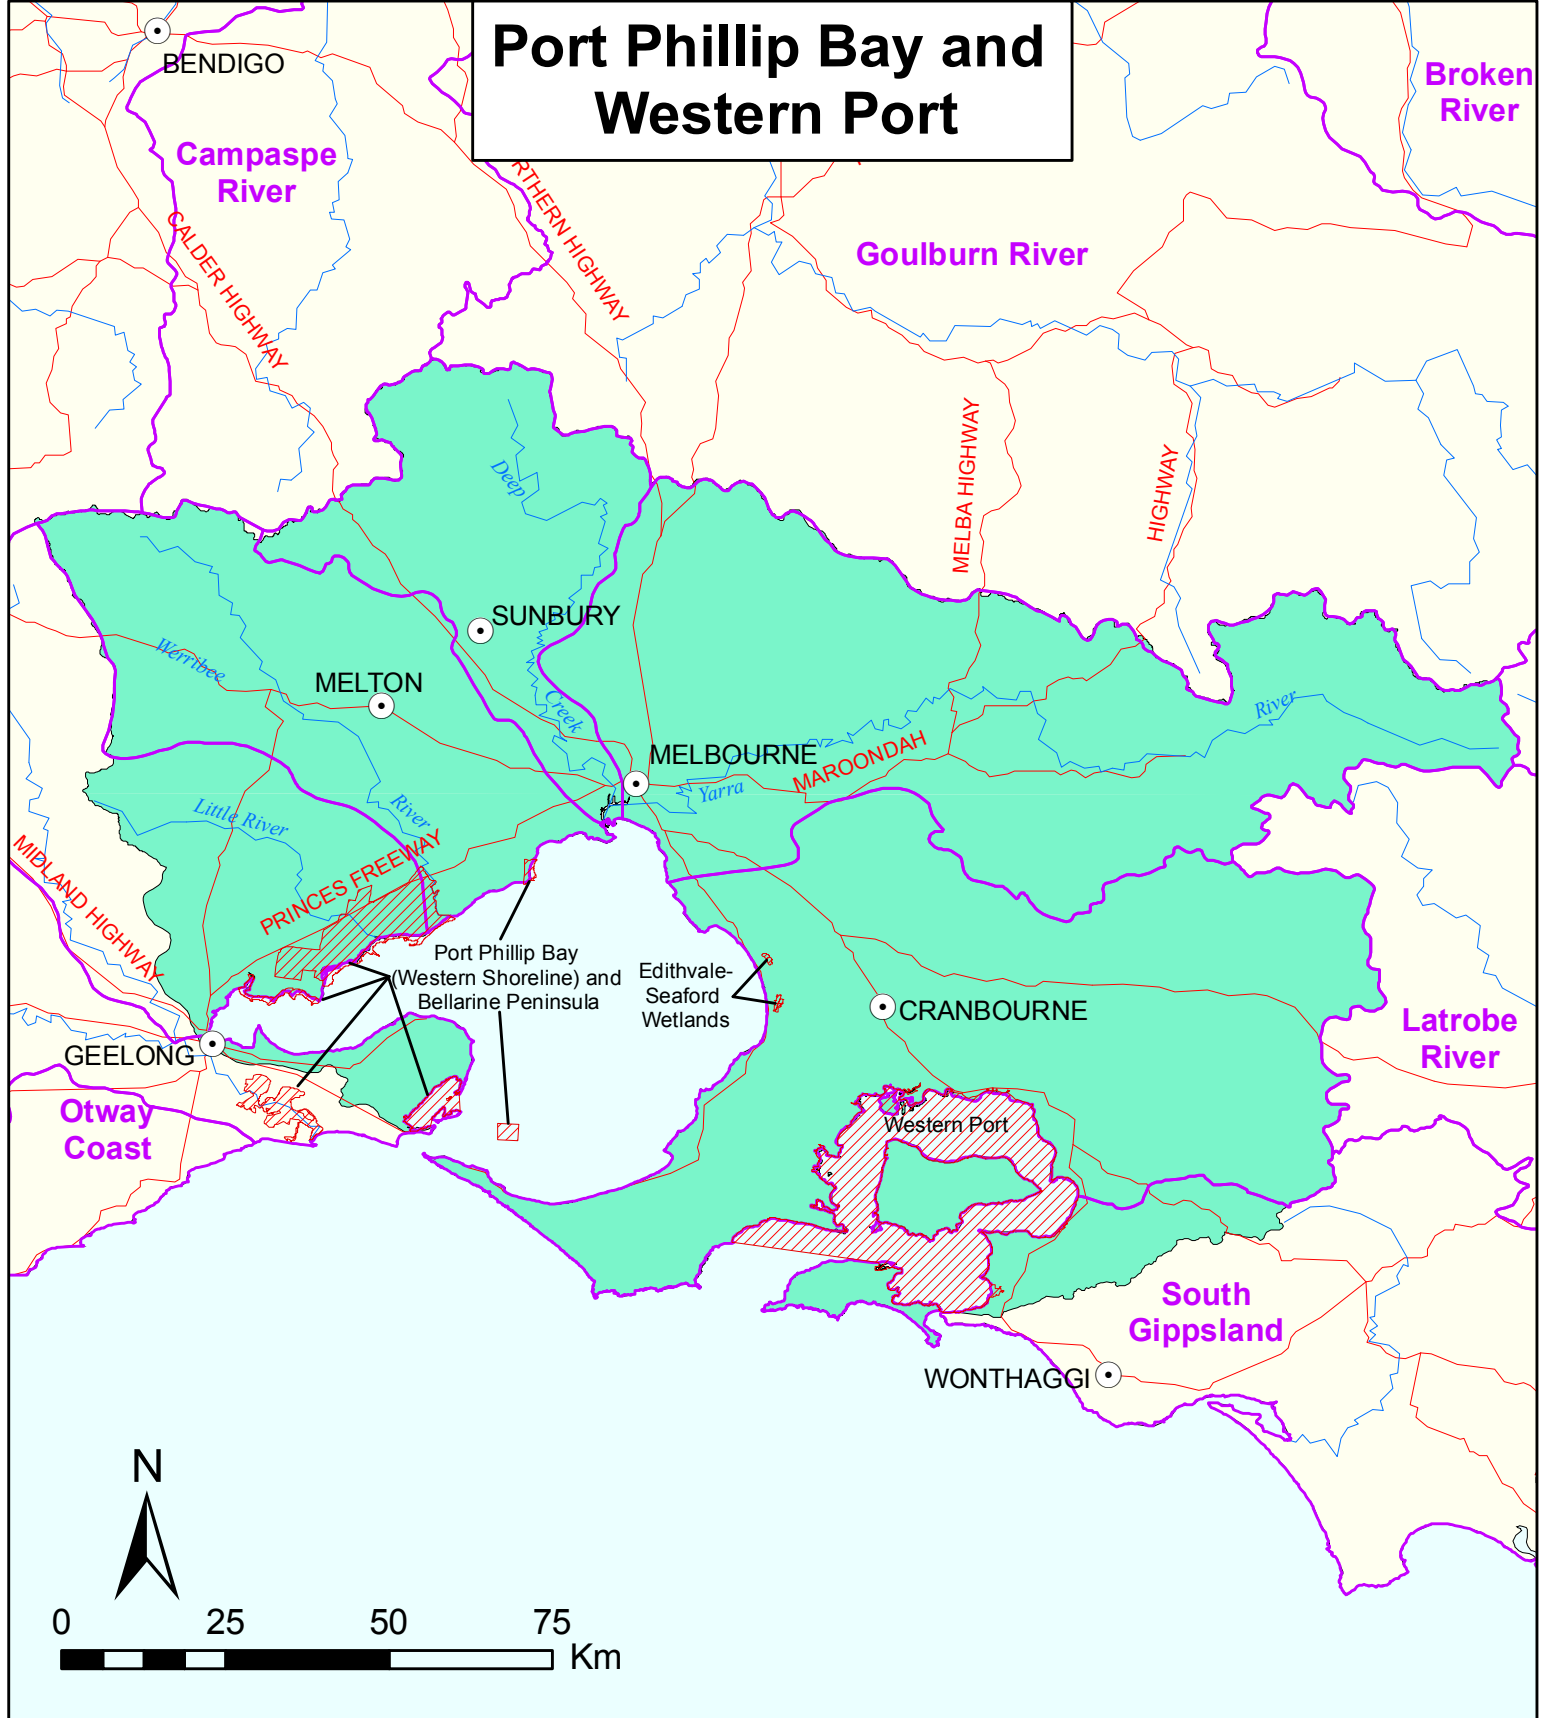 Port Phillip Bay and
Western Port
BENDIGO
Broken
River
Campaspe
River
RTHERN HIGHWAY
CALDER HIGHWAY
Goulburn River
MELBA HIGHWAY
HIGHWAY
Deep
SUNBURY
Werribee
MELTON
Creek
River
MELBOURNE
MAROONDAH
Yarra
Little River
River
MIDLAND HIGHWAY
PRINCES FREEWAY
Port Phillip Bay
(Western Shoreline) and
Bellarine Peninsula
Edithvale-
Seaford
Wetlands
CRANBOURNE
Latrobe
River
GEELONG
Otway
Coast
Western Port
South
Gippsland
WONTHAGGI
N
0 25 50 75
Km